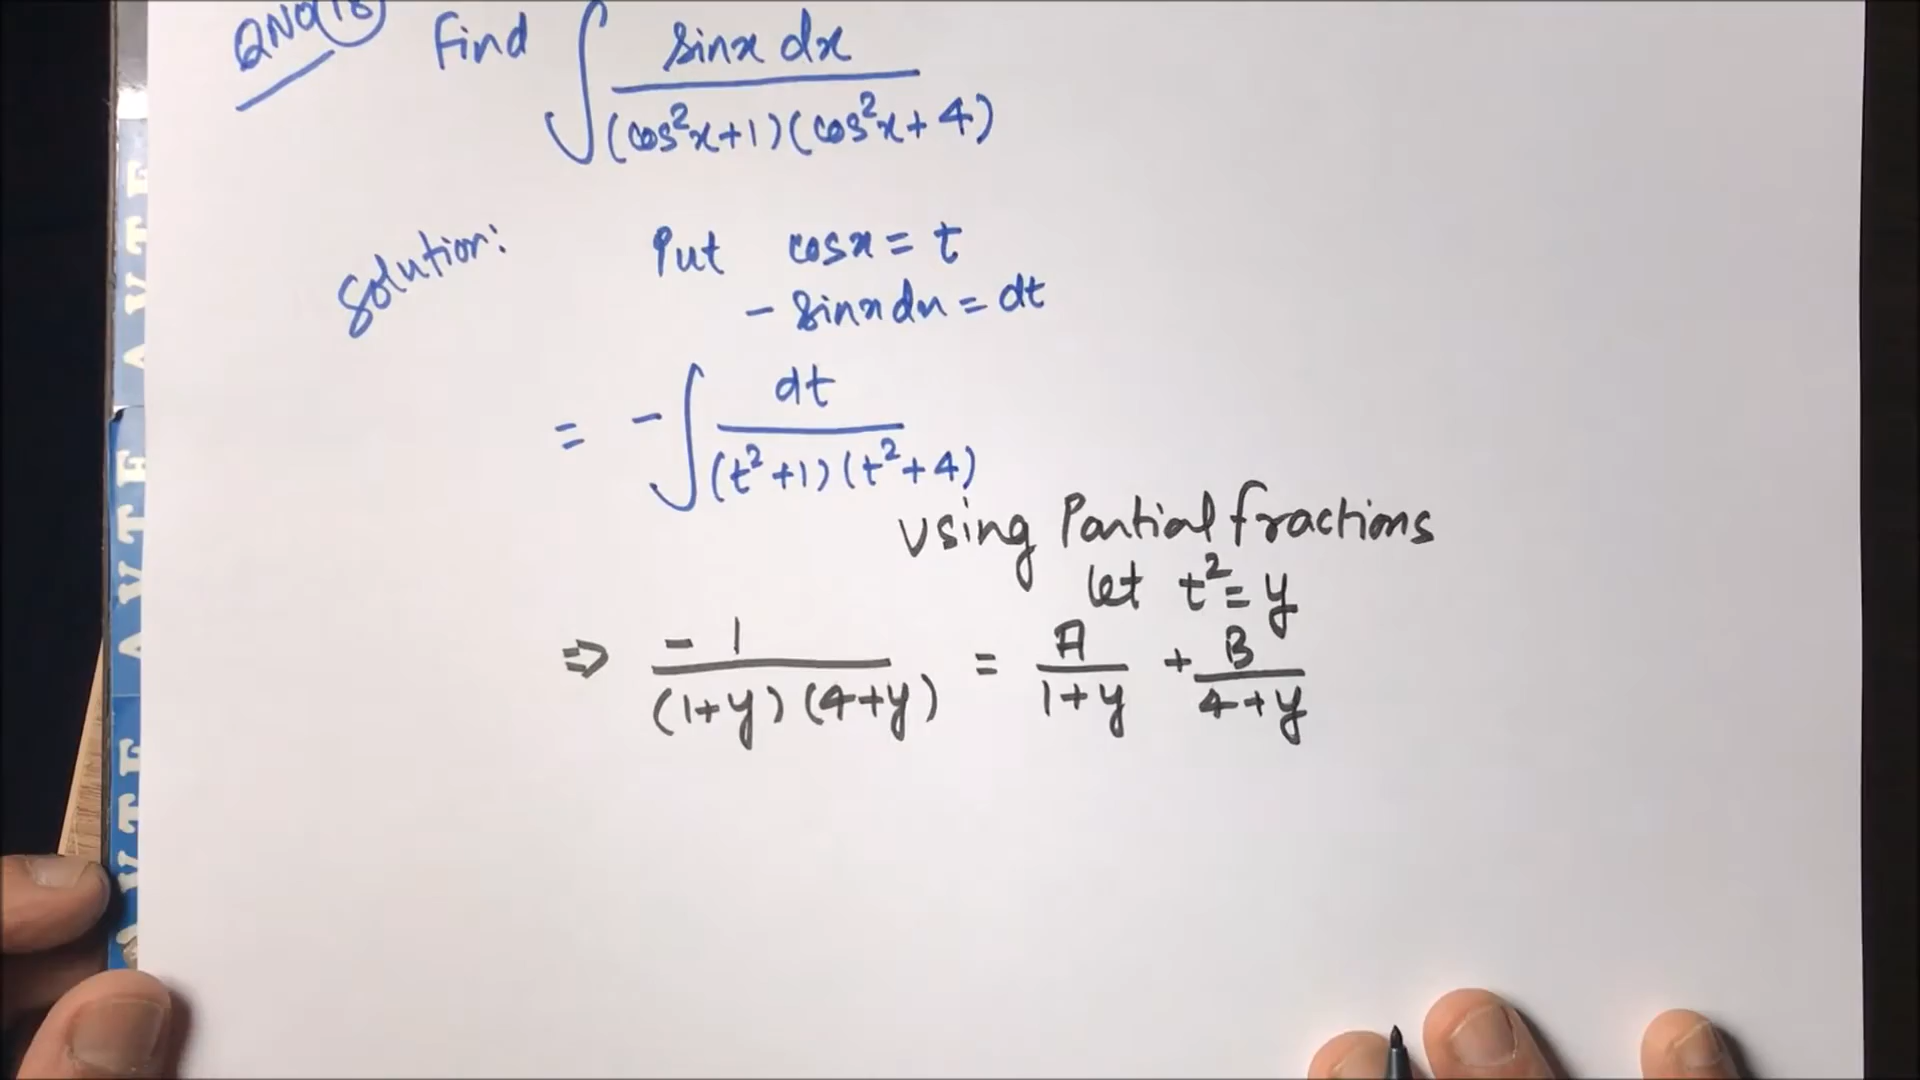 QNO(18) Find ∫ sinx dx / (cos²x+1)(cos²x+4)
Solution: Put cosx = t
- sinx dx = dt
= -∫ dt / (t²+1)(t²+4)
Using Partial fractions
let t² = y
⇒ -1 / (1+y)(4+y) = A / 1+y + B / 4+y